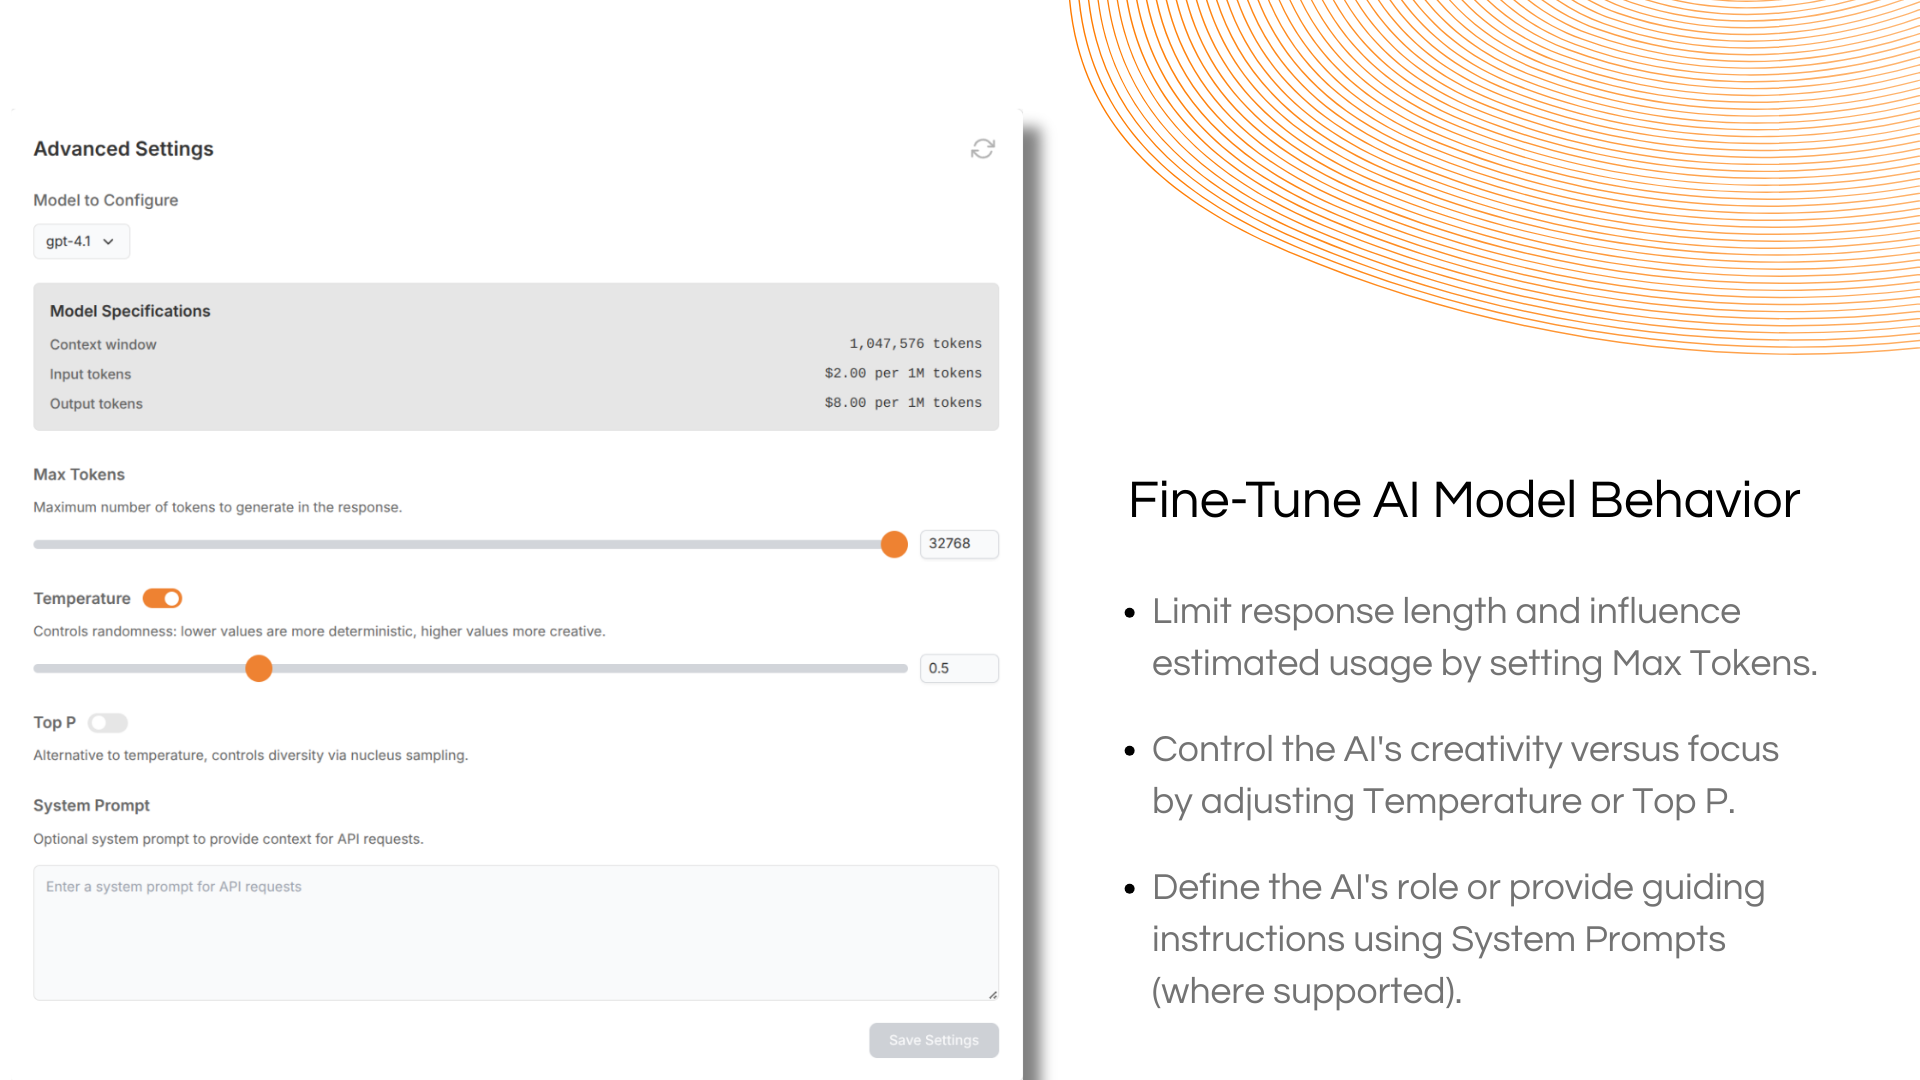 Advanced Settings
Model to Configure
gpt-4.1
Model Specifications
Context window 1,047,576 tokens
Input tokens $2.00 per 1M tokens
Output tokens $8.00 per 1M tokens
Max Tokens
Maximum number of tokens to generate in the response.
32768
Temperature
Controls randomness: lower values are more deterministic, higher values more creative.
0.5
Top P
Alternative to temperature, controls diversity via nucleus sampling.
System Prompt
Optional system prompt to provide context for API requests.
Enter a system prompt for API requests
Save Settings
Fine-Tune AI Model Behavior
• Limit response length and influence
estimated usage by setting Max Tokens.
• Control the AI's creativity versus focus
by adjusting Temperature or Top P.
• Define the AI's role or provide guiding
instructions using System Prompts
(where supported).